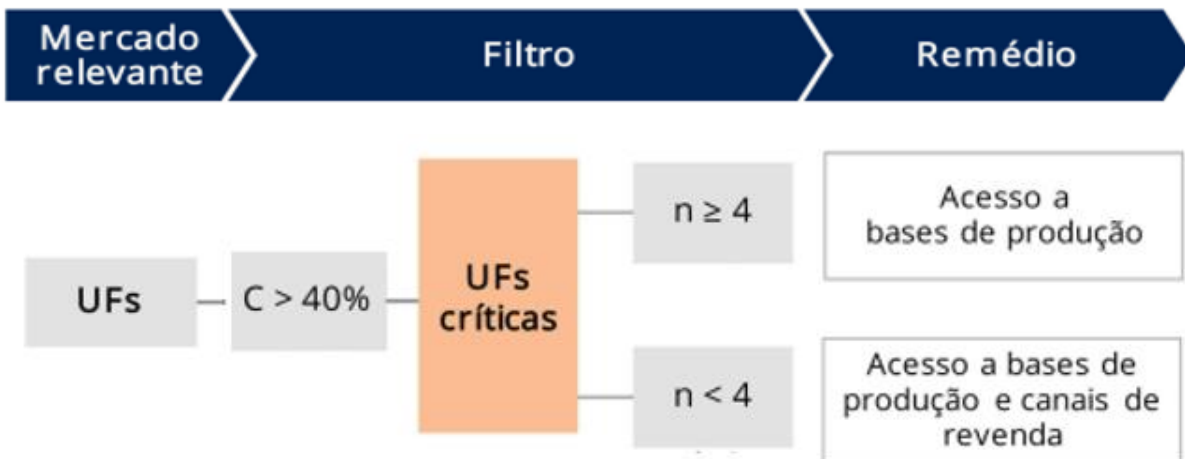 Mercado
relevante
Filtro
Remédio
UFs
C > 40%
UFs
críticas
n ≥ 4
Acesso a
bases de produção
n < 4
Acesso a bases de
produção e canais de
revenda